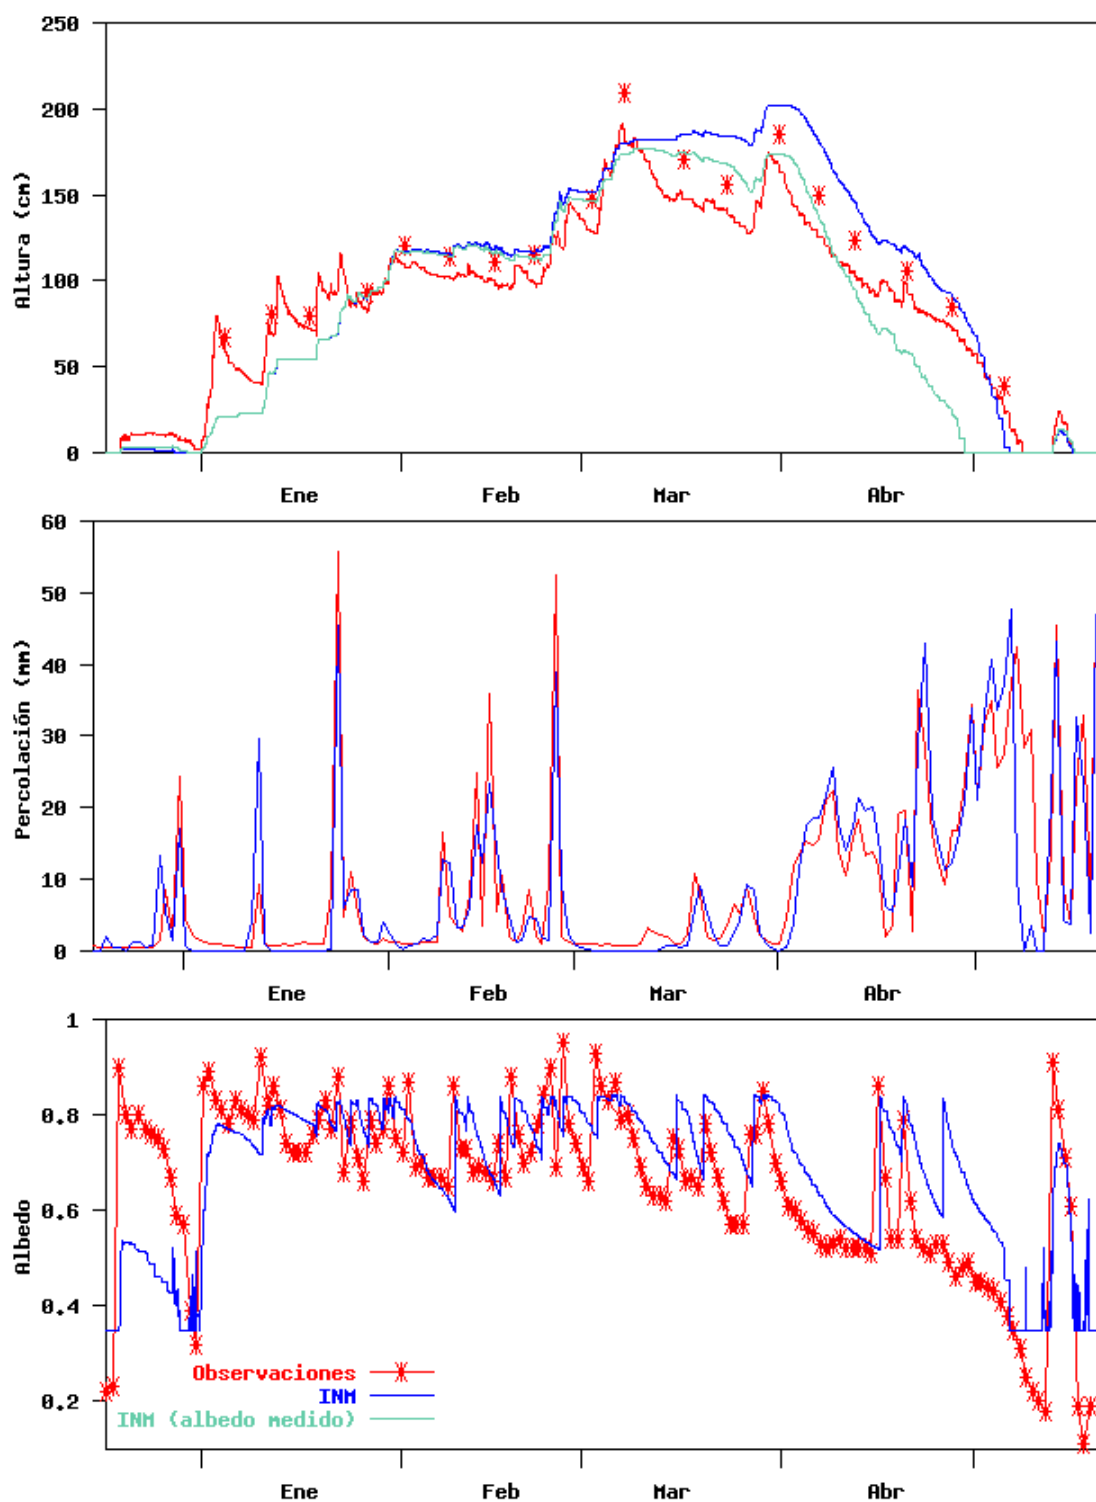 250
200
150
100
50
0
Altura (cm)
Ene Feb Mar Abr
60
50
40
30
20
10
0
Percolación (mm)
Ene Feb Mar Abr
1
0.8
0.6
0.4
0.2
Albedo
Observaciones
INM
INM (albedo medido)
Ene Feb Mar Abr